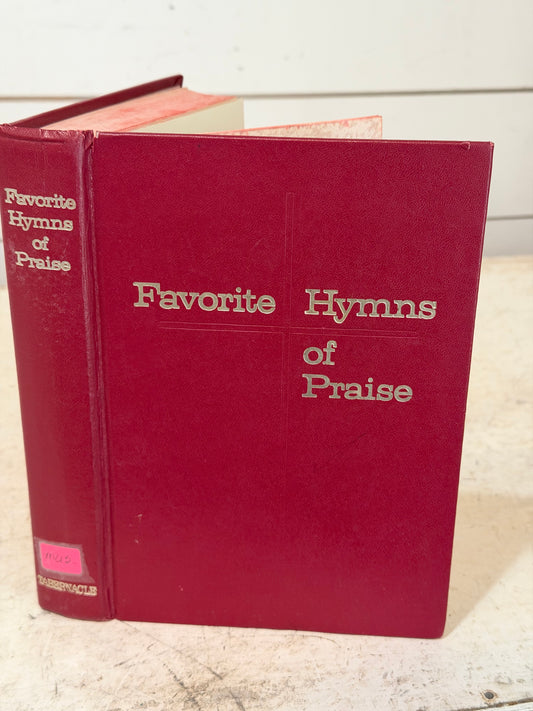 Favorite
Hymns
of
Praise
TABERNACLE
Favorite Hymns
of
Praise